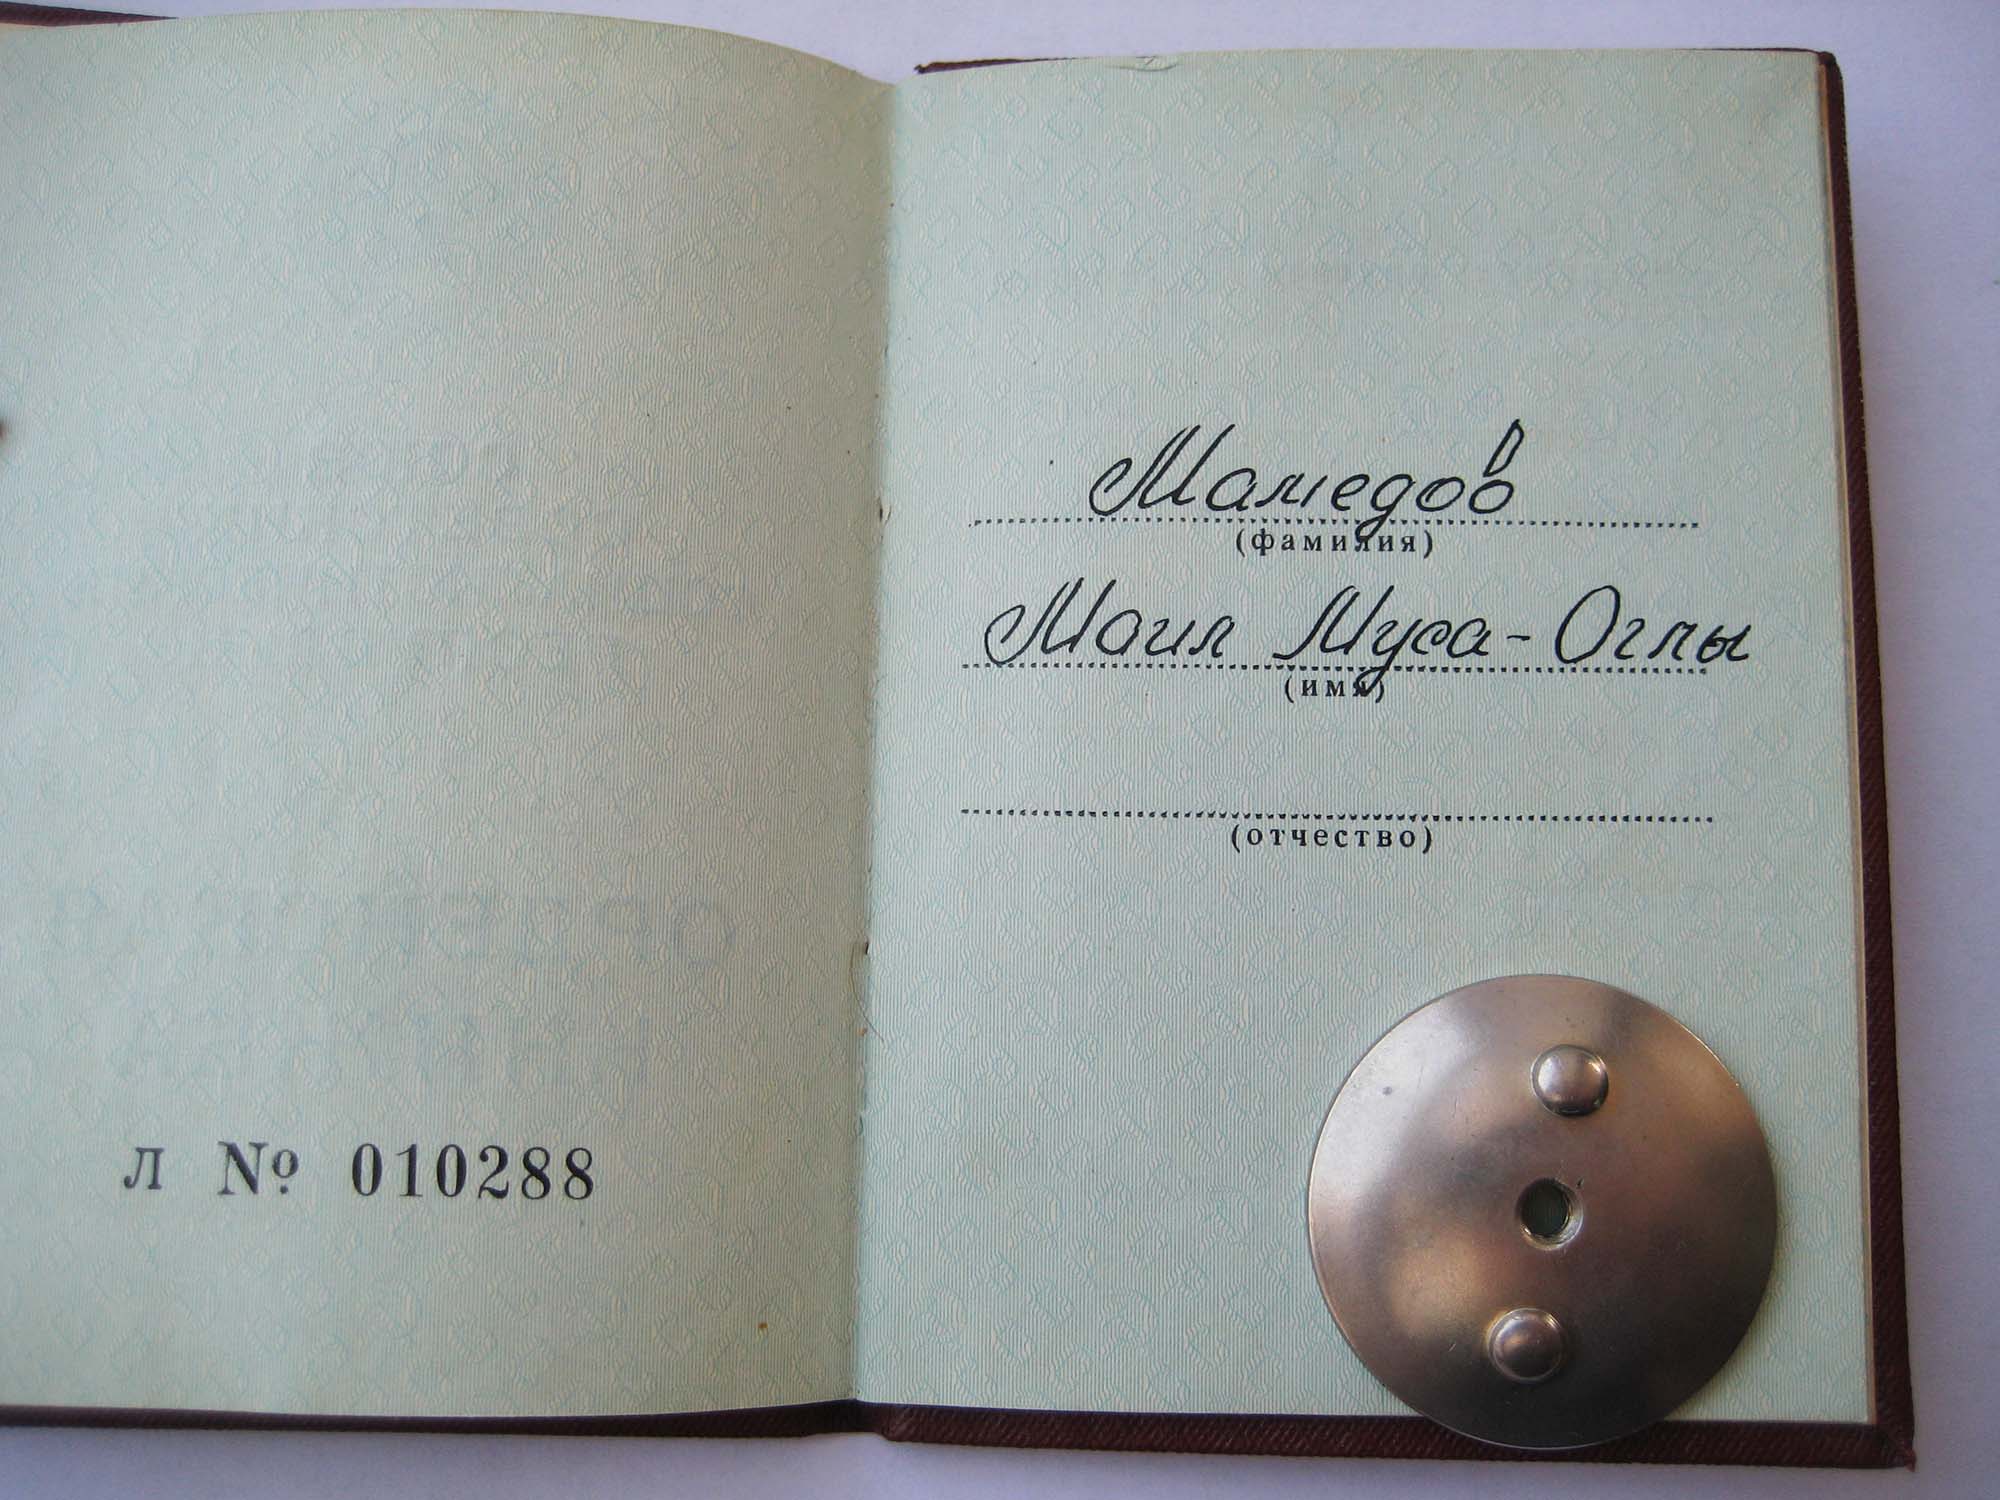 Л № 010288
Мамедов
(фамилия)
Маил Муса-Оглы
(имя)
(отчество)